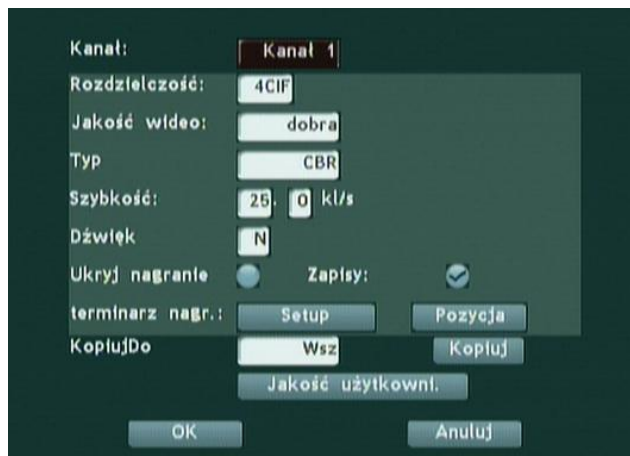 Kanał: Kanał 1
Rozdzielczość: 4CIF
Jakość wideo: dobra
Typ CBR
Szybkość: 25. 0 kl/s
Dźwięk N
Ukryj nagranie Zapisy:
terminarz nagr.: Setup Pozycja
KopiujDo Wsz Kopiuj
Jakość użytkowni.
OK Anuluj